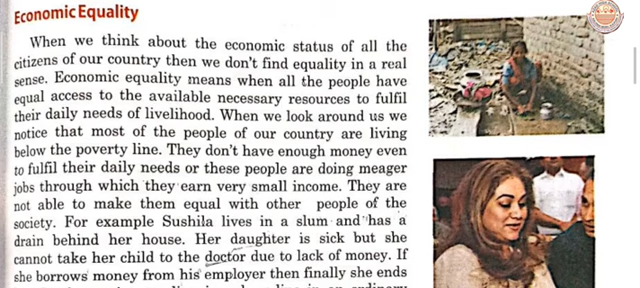 Economic Equality
When we think about the economic status of all the
citizens of our country then we don't find equality in a real
sense. Economic equality means when all the people have
equal access to the available necessary resources to fulfil
their daily needs of livelihood. When we look around us we
notice that most of the people of our country are living
below the poverty line. They don't have enough money even
to fulfil their daily needs or these people are doing meager
jobs through which they earn very small income. They are
not able to make them equal with other people of the
society. For example Sushila lives in a slum and has a
drain behind her house. Her daughter is sick but she
cannot take her child to the doctor due to lack of money. If
she borrows money from his employer then finally she ends